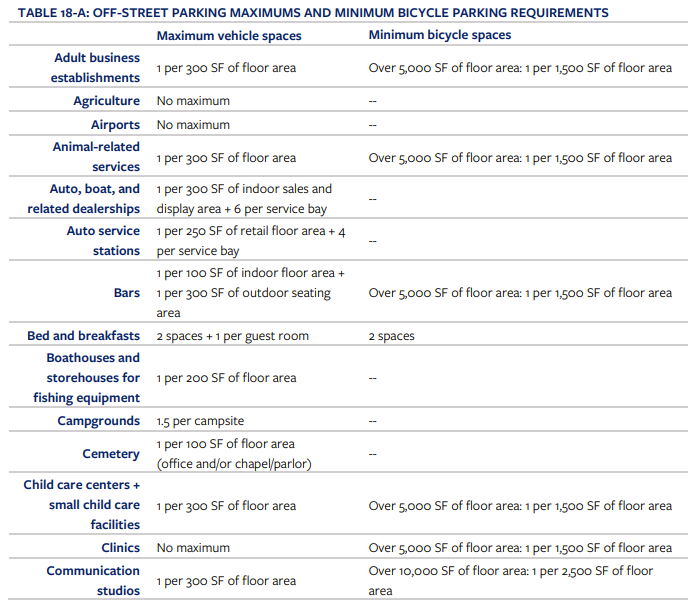 TABLE 18-A: OFF-STREET PARKING MAXIMUMS AND MINIMUM BICYCLE PARKING REQUIREMENTS
Maximum vehicle spaces Minimum bicycle spaces
Adult business
establishments
1 per 300 SF of floor area Over 5,000 SF of floor area: 1 per 1,500 SF of floor area
Agriculture No maximum --
Airports No maximum --
Animal-related
services
1 per 300 SF of floor area Over 5,000 SF of floor area: 1 per 1,500 SF of floor area
Auto, boat, and
related dealerships
1 per 300 SF of indoor sales and
display area + 6 per service bay
--
Auto service
stations
1 per 250 SF of retail floor area + 4
per service bay
--
Bars
1 per 100 SF of indoor floor area +
1 per 300 SF of outdoor seating
area
Over 5,000 SF of floor area: 1 per 1,500 SF of floor area
Bed and breakfasts 2 spaces + 1 per guest room 2 spaces
Boathouses and
storehouses for
fishing equipment
1 per 200 SF of floor area --
Campgrounds 1.5 per campsite --
Cemetery
1 per 100 SF of floor area
(office and/or chapel/parlor)
--
Child care centers +
small child care
facilities
1 per 300 SF of floor area Over 5,000 SF of floor area: 1 per 1,500 SF of floor area
Clinics No maximum Over 5,000 SF of floor area: 1 per 1,500 SF of floor area
Communication
studios
1 per 300 SF of floor area
Over 10,000 SF of floor area: 1 per 2,500 SF of floor
area